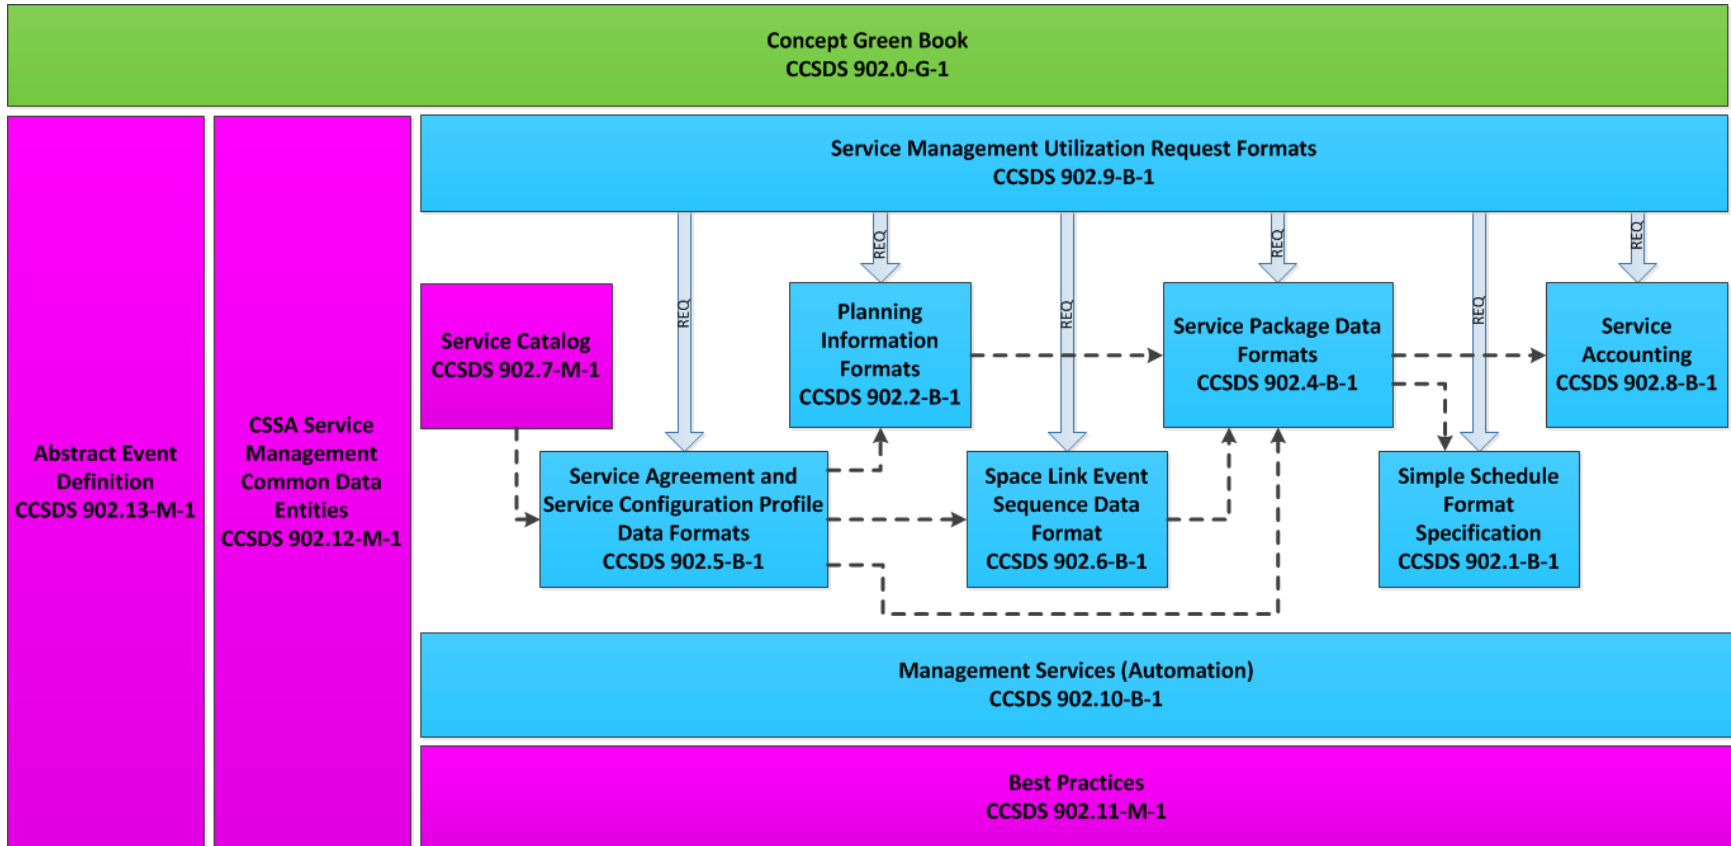 Concept Green Book
CCSDS 902.0-G-1
Abstract Event
Definition
CCSDS 902.13-M-1
CSSA Service
Management
Common Data
Entities
CCSDS 902.12-M-1
Service Management Utilization Request Formats
CCSDS 902.9-B-1
REQ
REQ
REQ
REQ
REQ
REQ
Service Catalog
CCSDS 902.7-M-1
Planning
Information
Formats
CCSDS 902.2-B-1
Service Package Data
Formats
CCSDS 902.4-B-1
Service
Accounting
CCSDS 902.8-B-1
Service Agreement and
Service Configuration Profile
Data Formats
CCSDS 902.5-B-1
Space Link Event
Sequence Data
Format
CCSDS 902.6-B-1
Simple Schedule
Format
Specification
CCSDS 902.1-B-1
Management Services (Automation)
CCSDS 902.10-B-1
Best Practices
CCSDS 902.11-M-1